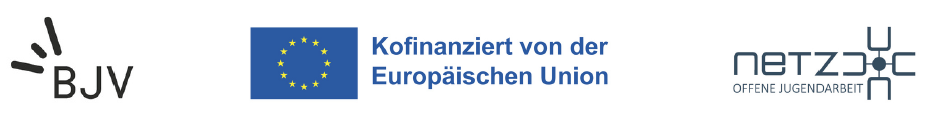 BJV
Kofinanziert von der
Europäischen Union
netz
OFFENE JUGENDARBEIT